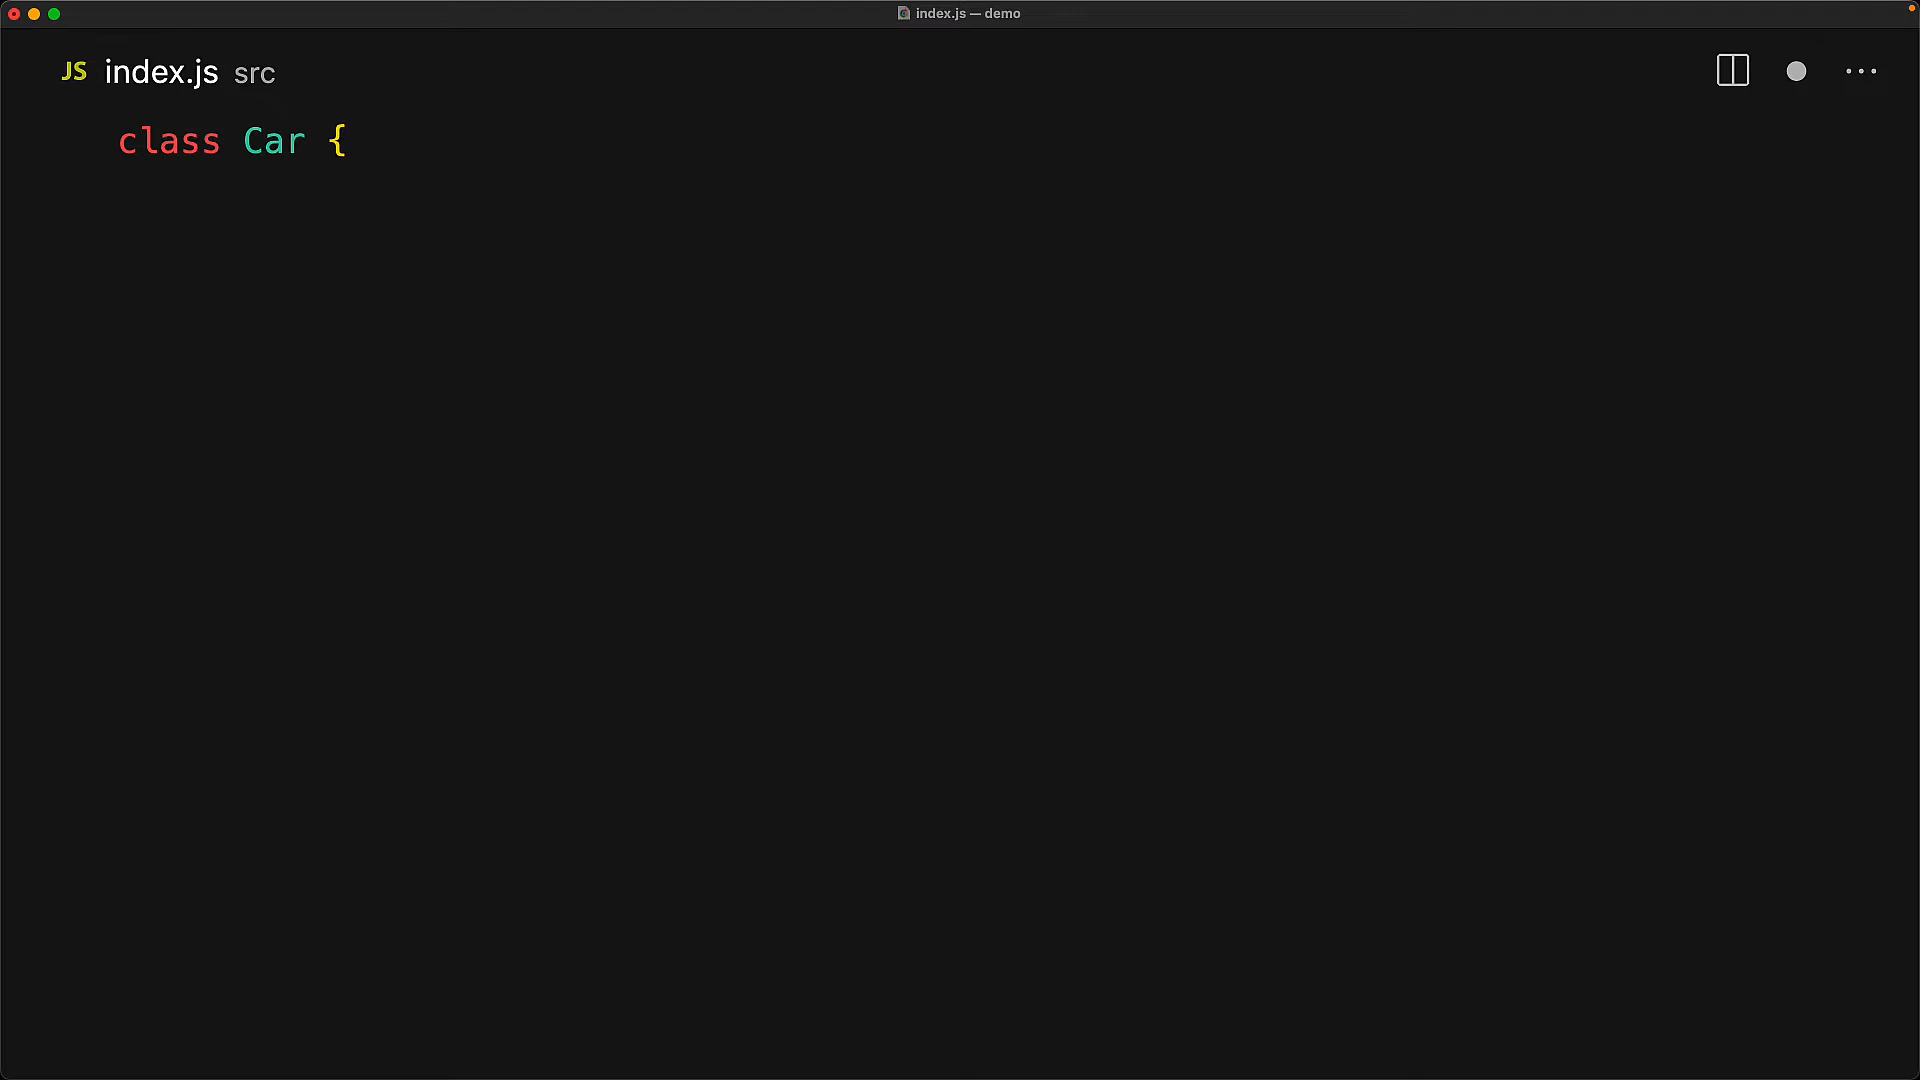 index.js — demo
JS index.js src
class Car {